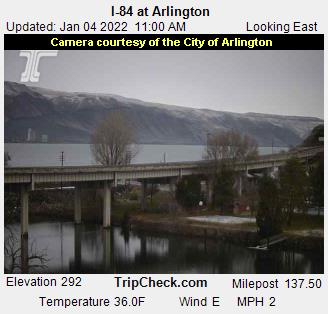 I-84 at Arlington
Updated: Jan 04 2022 11:00 AM Looking East
Camera courtesy of the City of Arlington
Elevation 292 TripCheck.com Milepost 137.50
Temperature 36.0F Wind E MPH 2